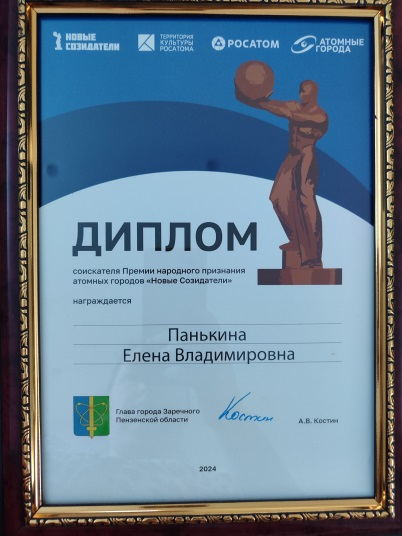 НОВЫЕ
СОЗИДАТЕЛИ
ТЕРРИТОРИЯ
КУЛЬТУРЫ
РОСАТОМА
РОСАТОМ
АТОМНЫЕ
ГОРОДА
ДИПЛОМ
соискателя Премии народного признания
атомных городов «Новые Созидатели»
награждается
Панькина
Елена Владимировна
Глава города Заречного
Пензенской области
Костин
А.В. Костин
2024